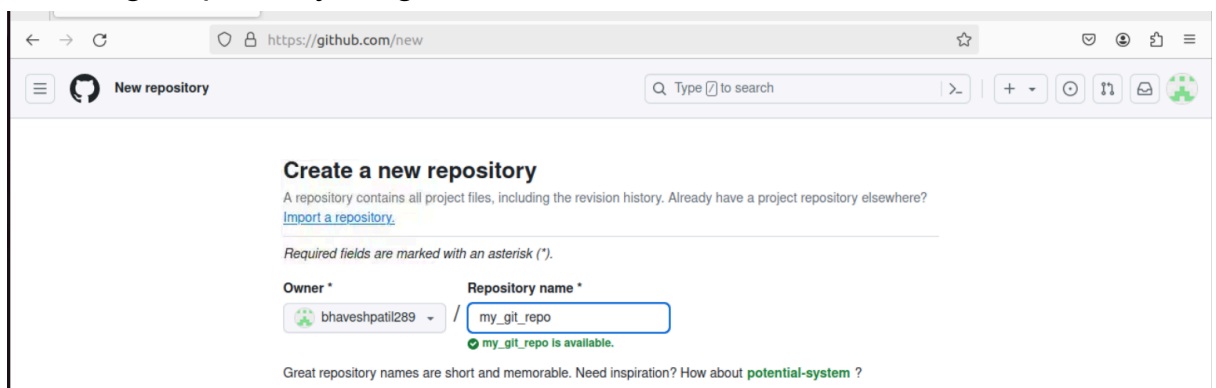 https://github.com/new
New repository
Type / to search
Create a new repository
A repository contains all project files, including the revision history. Already have a project repository elsewhere?
Import a repository.
Required fields are marked with an asterisk (*).
Owner * Repository name *
bhaveshpatil289 / my_git_repo
my_git_repo is available.
Great repository names are short and memorable. Need inspiration? How about potential-system ?